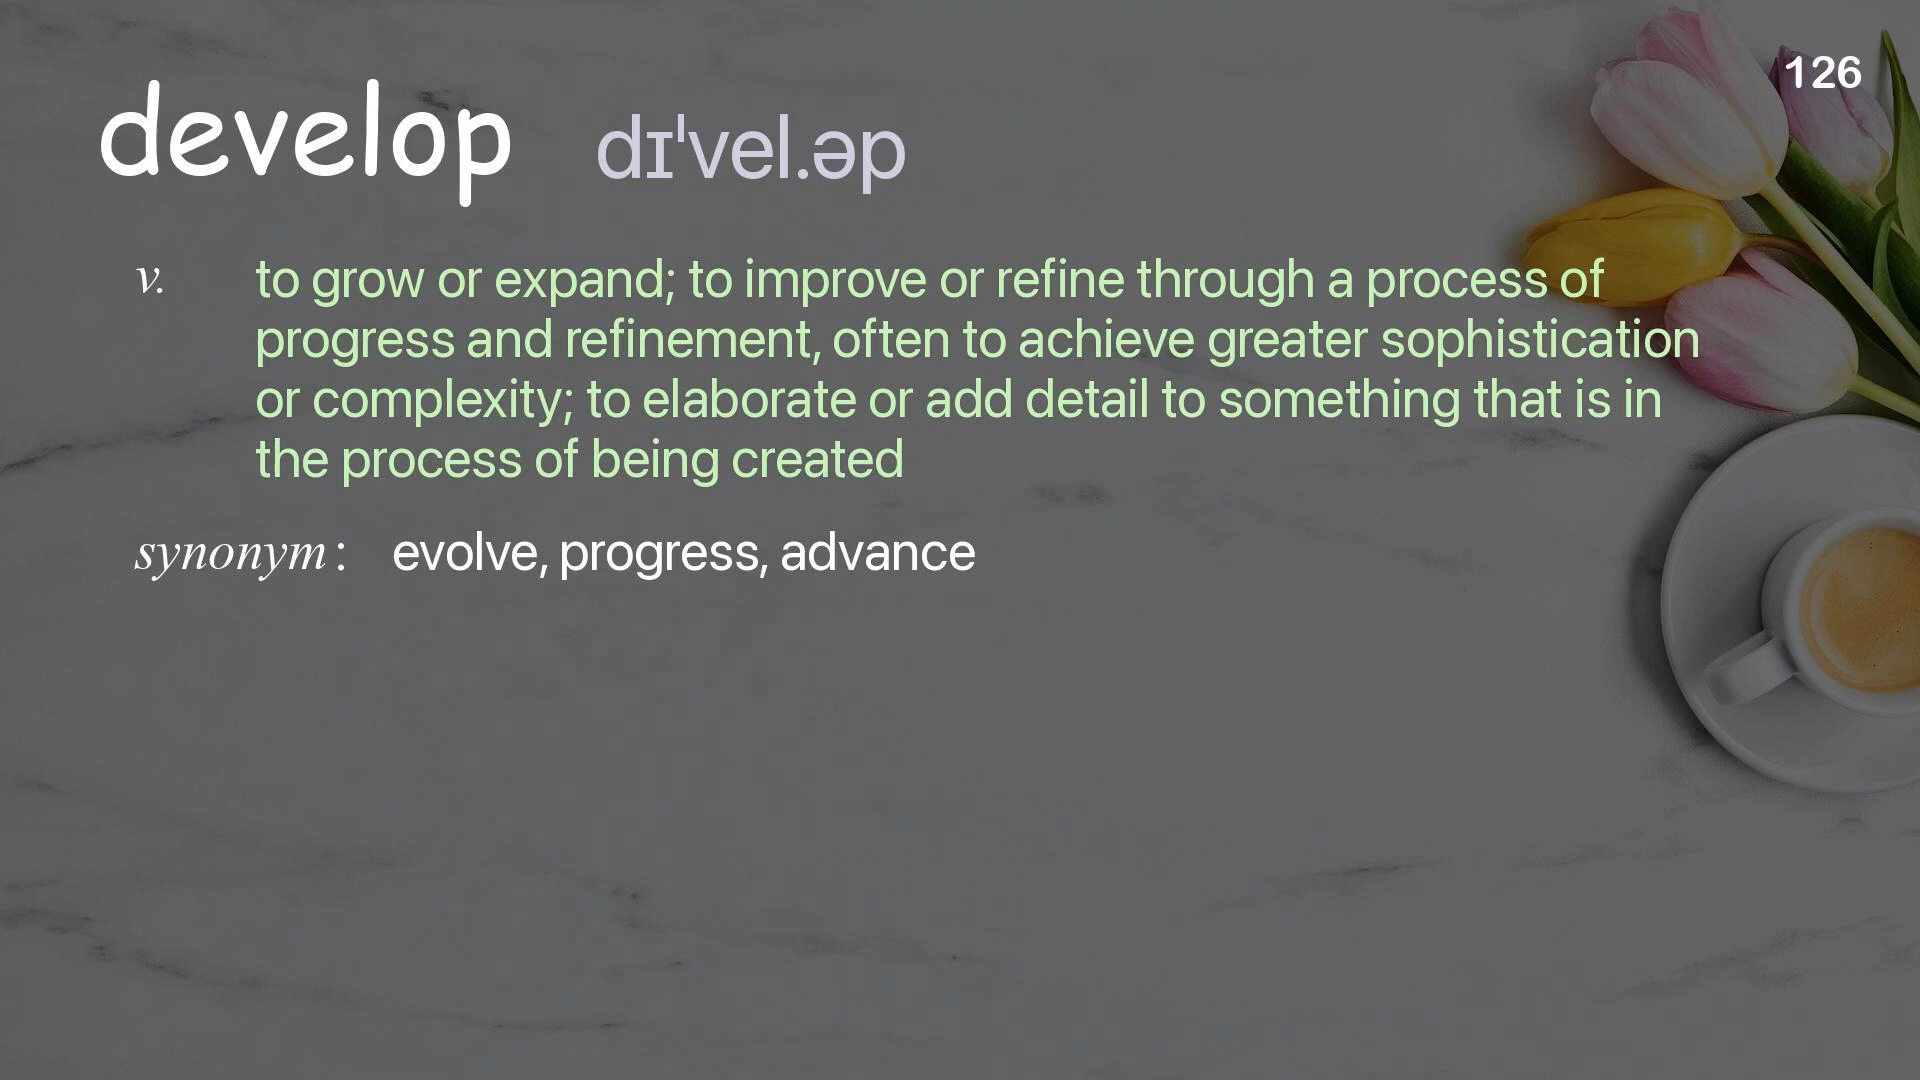 126
develop dɪˈvel.əp
v. to grow or expand; to improve or refine through a process of
progress and refinement, often to achieve greater sophistication
or complexity; to elaborate or add detail to something that is in
the process of being created
synonym : evolve, progress, advance